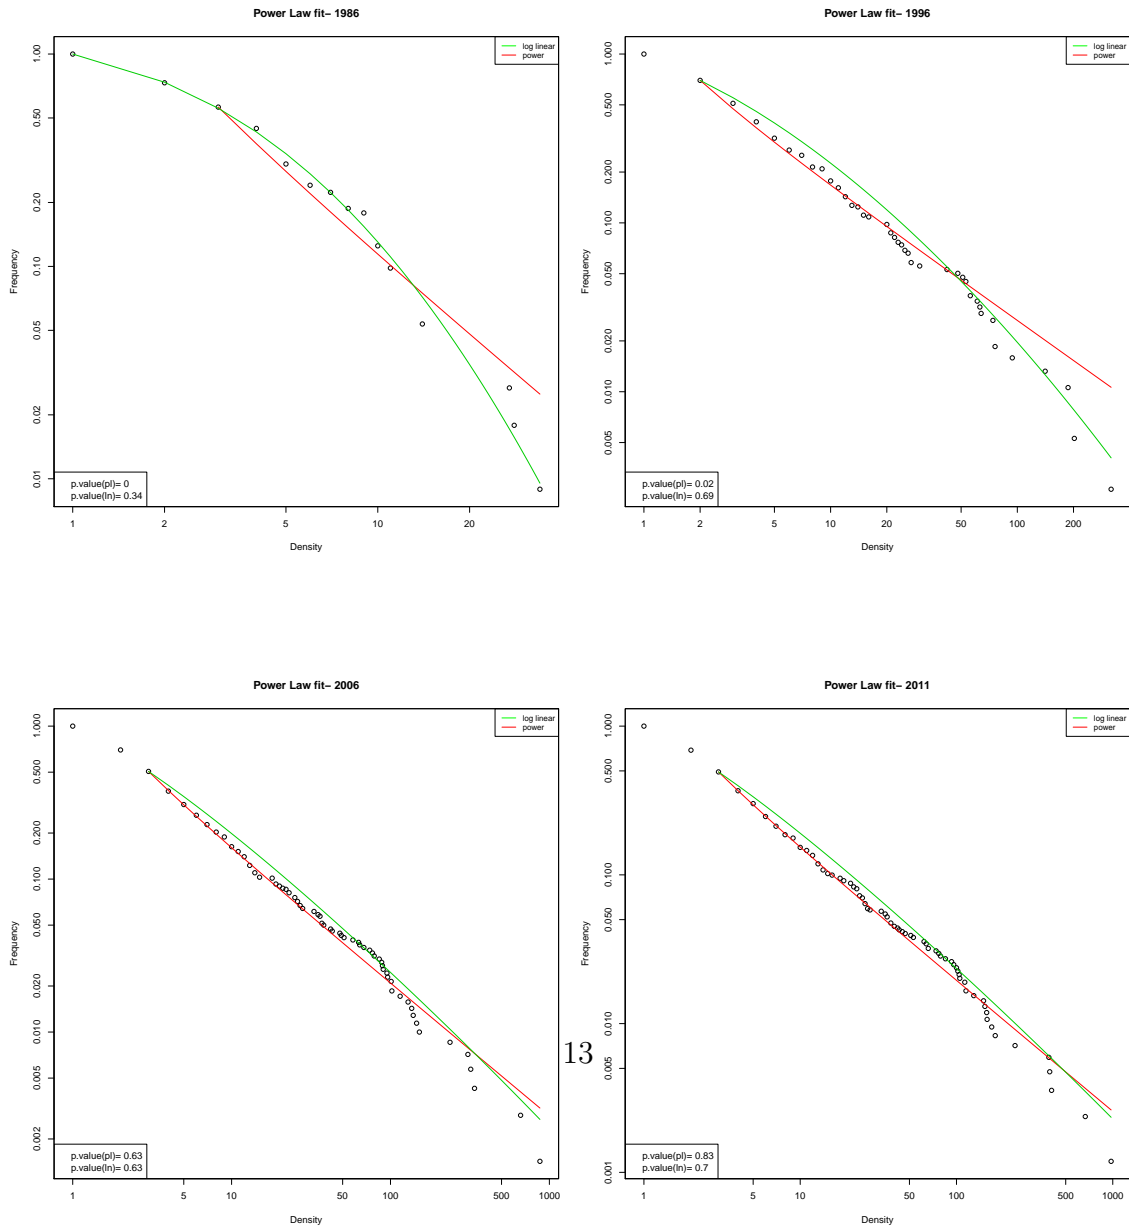 Power Law fit− 1986
log linear
power
1.00
0.50
0.20
0.10
0.05
0.02
0.01
Frequency
p.value(pl)= 0
p.value(ln)= 0.34
1 2 5 10 20
Density
Power Law fit− 1996
log linear
power
1.000
0.500
0.200
0.100
0.050
0.020
0.010
0.005
Frequency
p.value(pl)= 0.02
p.value(ln)= 0.69
1 2 5 10 20 50 100 200
Density
Power Law fit− 2006
log linear
power
1.000
0.500
0.200
0.100
0.050
0.020
0.010
0.005
0.002
Frequency
p.value(pl)= 0.63
p.value(ln)= 0.63
1 5 10 50 100 500 1000
Density
Power Law fit− 2011
log linear
power
1.000
0.500
0.100
0.050
0.010
0.005
0.001
Frequency
p.value(pl)= 0.83
p.value(ln)= 0.7
1 5 10 50 100 500 1000
Density
13